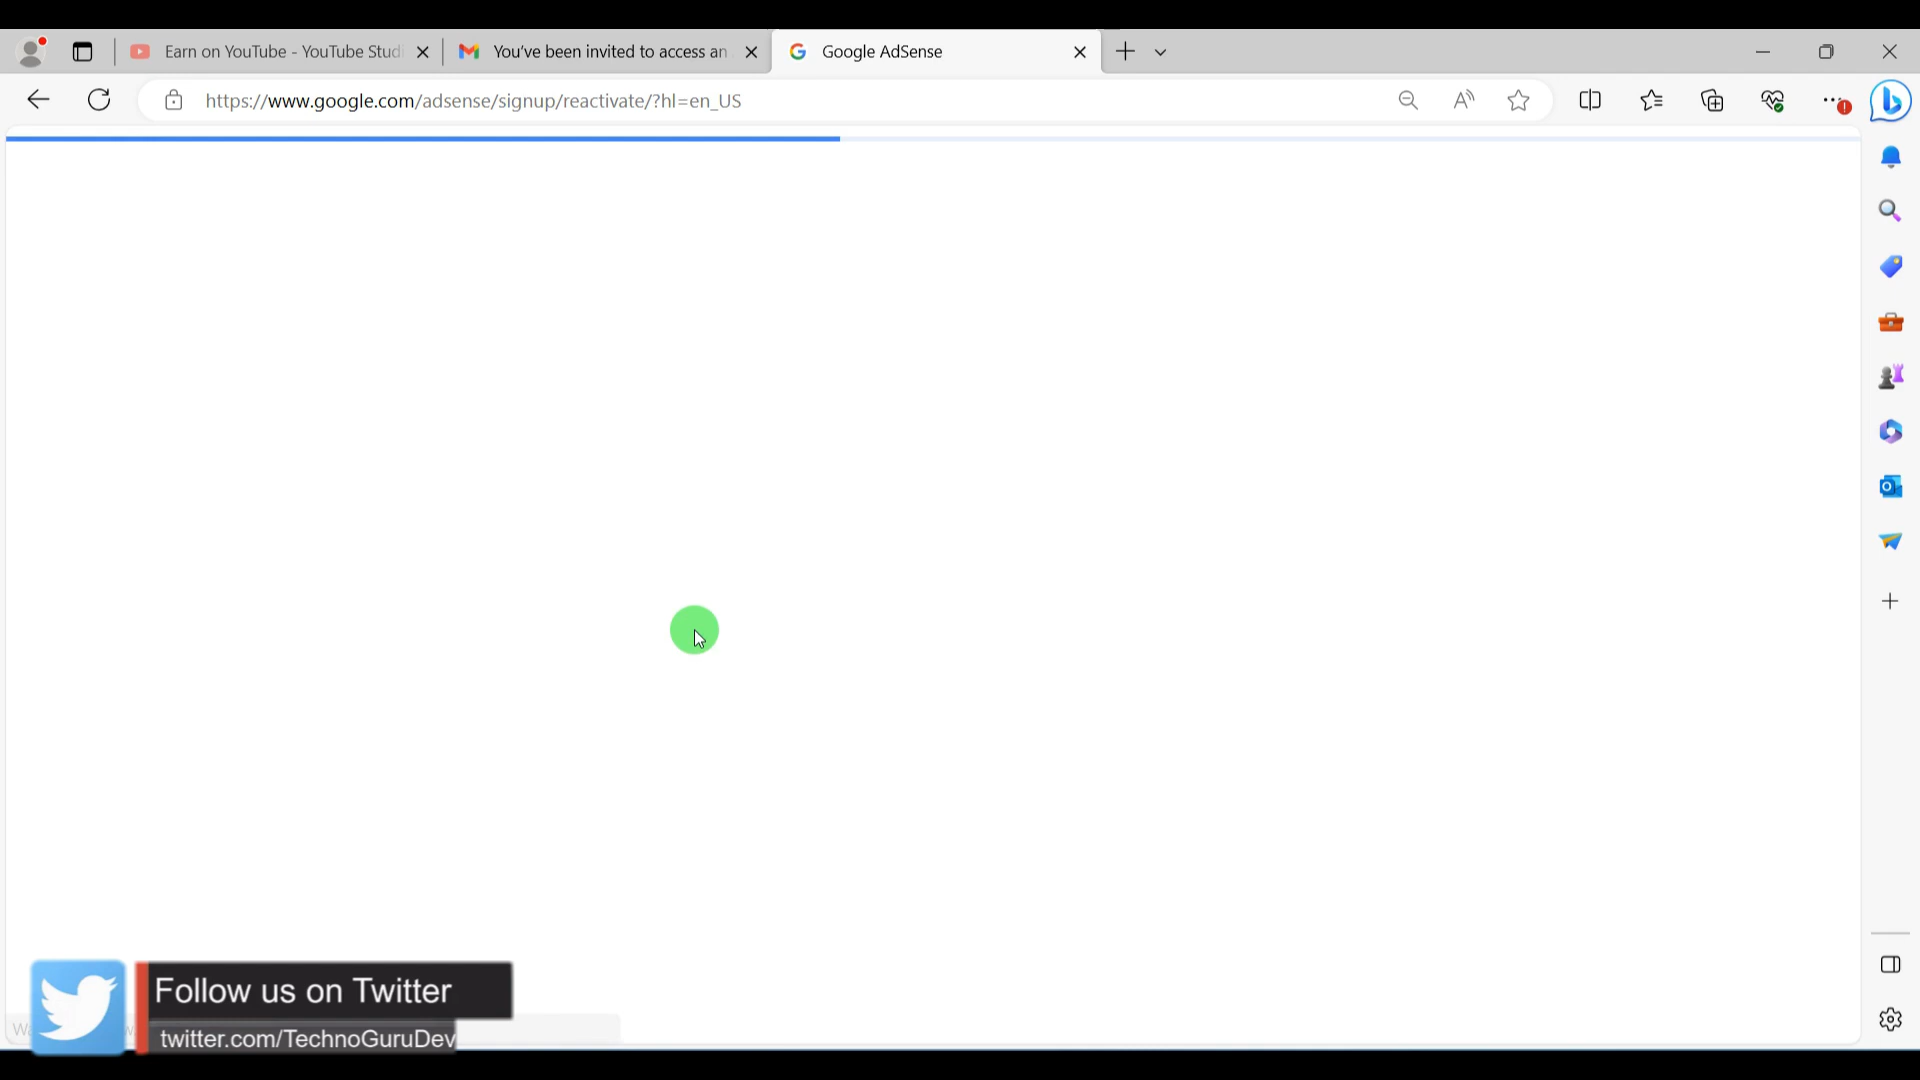 Earn on YouTube - YouTube Studi
You've been invited to access an
Google AdSense
https://www.google.com/adsense/signup/reactivate/?hl=en_US
Follow us on Twitter
twitter.com/TechnoGuruDev